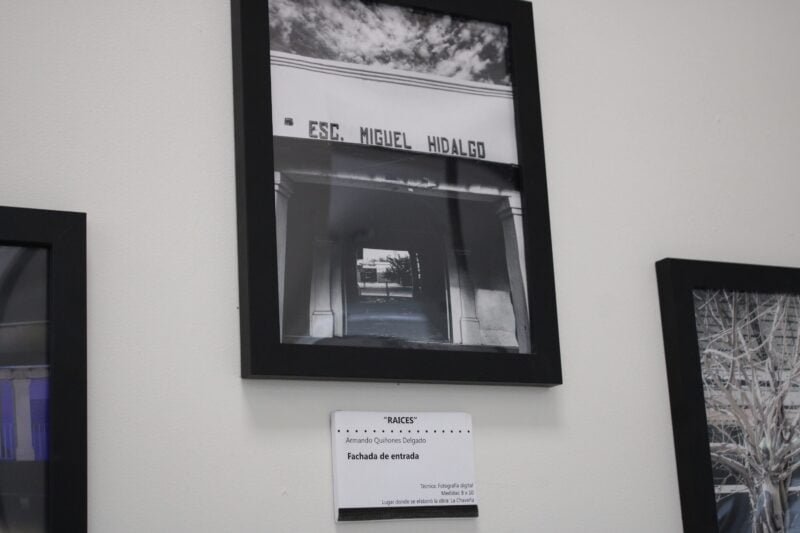 ESC. MIGUEL HIDALGO
"RAICES"
Armando Quiñones Delgado
Fachada de entrada
Técnica: Fotografía digital
Medidas: 8 x 10
Lugar donde se elaboró la obra: La Chaveña